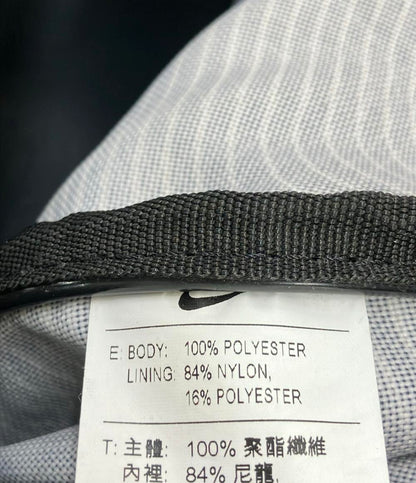 E: BODY: 100% POLYESTER
LINING: 84% NYLON,
16% POLYESTER
T: 主體: 100% 聚酯纖維
內裡: 84% 尼龍,